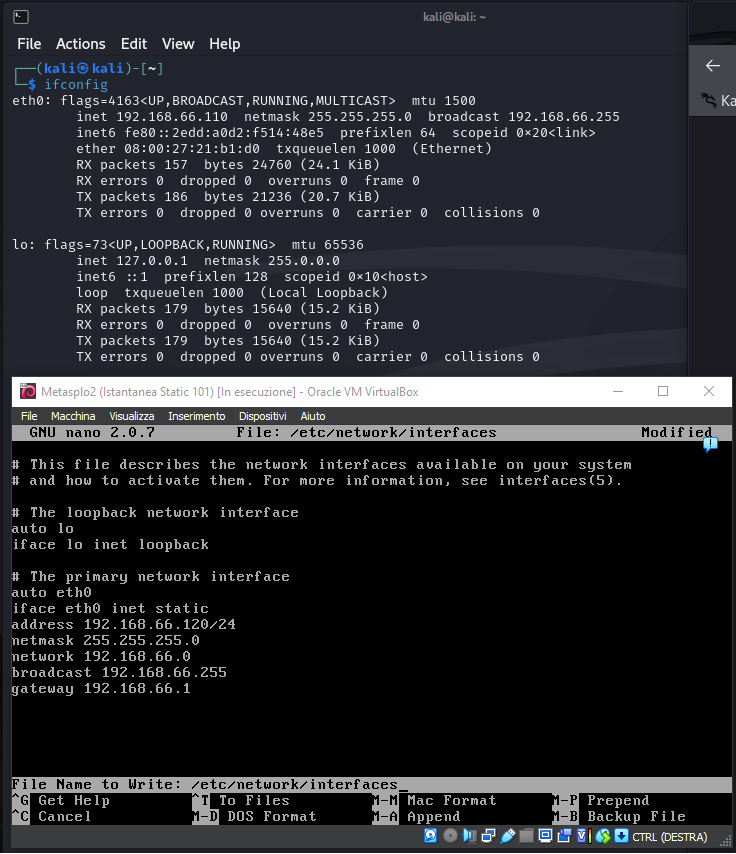 kali@kali: ~
File Actions Edit View Help
┌──(kali㉿kali)-[~]
└─$ ifconfig
eth0: flags=4163<UP,BROADCAST,RUNNING,MULTICAST>  mtu 1500
        inet 192.168.66.110  netmask 255.255.255.0  broadcast 192.168.66.255
        inet6 fe80::2edd:a0d2:f514:48e5  prefixlen 64  scopeid 0×20<link>
        ether 08:00:27:21:b1:d0  txqueuelen 1000  (Ethernet)
        RX packets 157  bytes 24760 (24.1 KiB)
        RX errors 0  dropped 0  overruns 0  frame 0
        TX packets 186  bytes 21236 (20.7 KiB)
        TX errors 0  dropped 0 overruns 0  carrier 0  collisions 0
lo: flags=73<UP,LOOPBACK,RUNNING>  mtu 65536
        inet 127.0.0.1  netmask 255.0.0.0
        inet6 ::1  prefixlen 128  scopeid 0×10<host>
        loop  txqueuelen 1000  (Local Loopback)
        RX packets 179  bytes 15640 (15.2 KiB)
        RX errors 0  dropped 0  overruns 0  frame 0
        TX packets 179  bytes 15640 (15.2 KiB)
        TX errors 0  dropped 0 overruns 0  carrier 0  collisions 0
Ka
Metasplo2 (Istantanea Static 101) [In esecuzione] - Oracle VM VirtualBox
File Macchina Visualizza Inserimento Dispositivi Aiuto
GNU nano 2.0.7 File: /etc/network/interfaces Modified
# This file describes the network interfaces available on your system
# and how to activate them. For more information, see interfaces(5).
# The loopback network interface
auto lo
iface lo inet loopback
# The primary network interface
auto eth0
iface eth0 inet static
address 192.168.66.120/24
netmask 255.255.255.0
network 192.168.66.0
broadcast 192.168.66.255
gateway 192.168.66.1
File Name to Write: /etc/network/interfaces_
^G Get Help ^T To Files M-M Mac Format M-P Prepend
^C Cancel M-D DOS Format M-A Append M-B Backup File
CTRL (DESTRA)